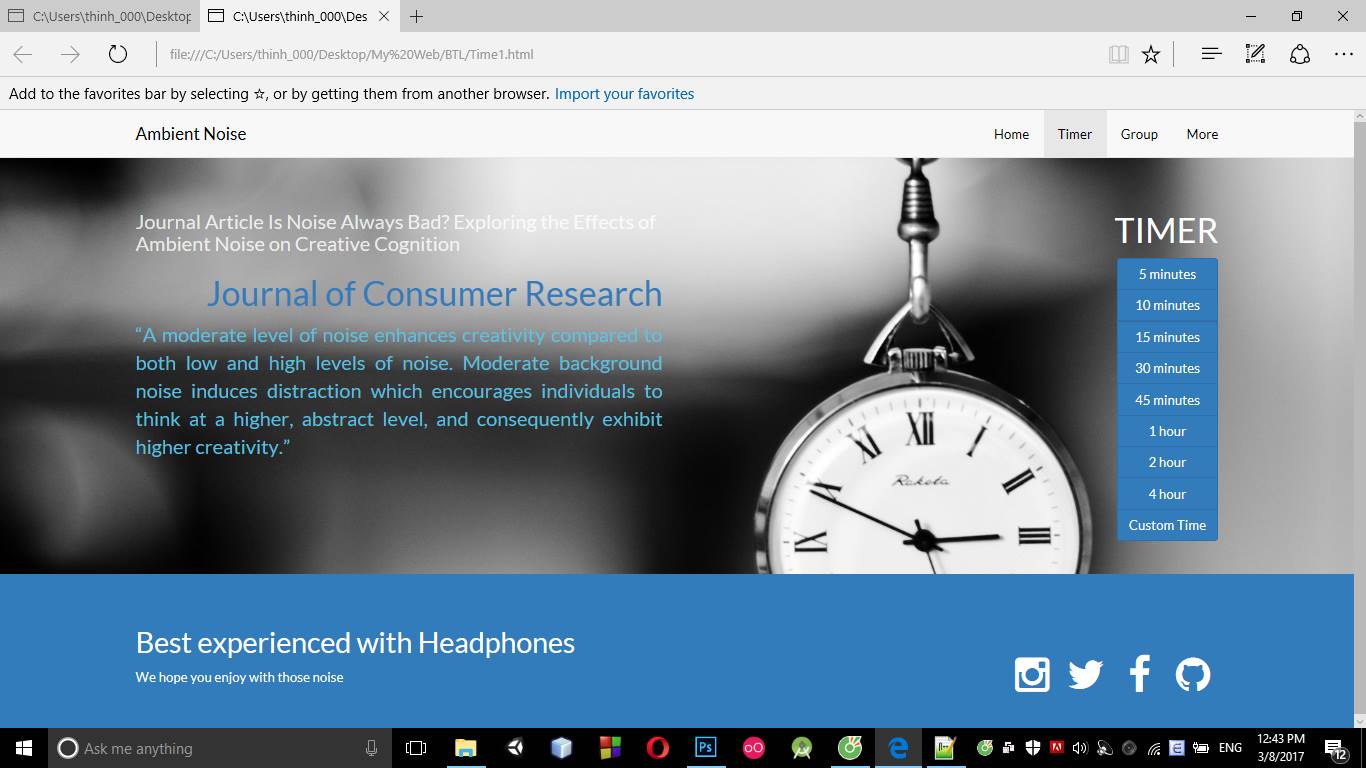 C:\Users\thinh_000\Desktop
C:\Users\thinh_000\Des
file:///C:/Users/thinh_000/Desktop/My%20Web/BTL/Time1.html
Add to the favorites bar by selecting ☆, or by getting them from another browser. Import your favorites
Ambient Noise
Home Timer Group More
Journal Article Is Noise Always Bad? Exploring the Effects of
Ambient Noise on Creative Cognition
Journal of Consumer Research
“A moderate level of noise enhances creativity compared to
both low and high levels of noise. Moderate background
noise induces distraction which encourages individuals to
think at a higher, abstract level, and consequently exhibit
higher creativity.”
XII
I
II
III
IX
X
XI
Raketa
TIMER
5 minutes
10 minutes
15 minutes
30 minutes
45 minutes
1 hour
2 hour
4 hour
Custom Time
Best experienced with Headphones
We hope you enjoy with those noise
Ask me anything
Ps
ENG
12:43 PM
3/8/2017
12